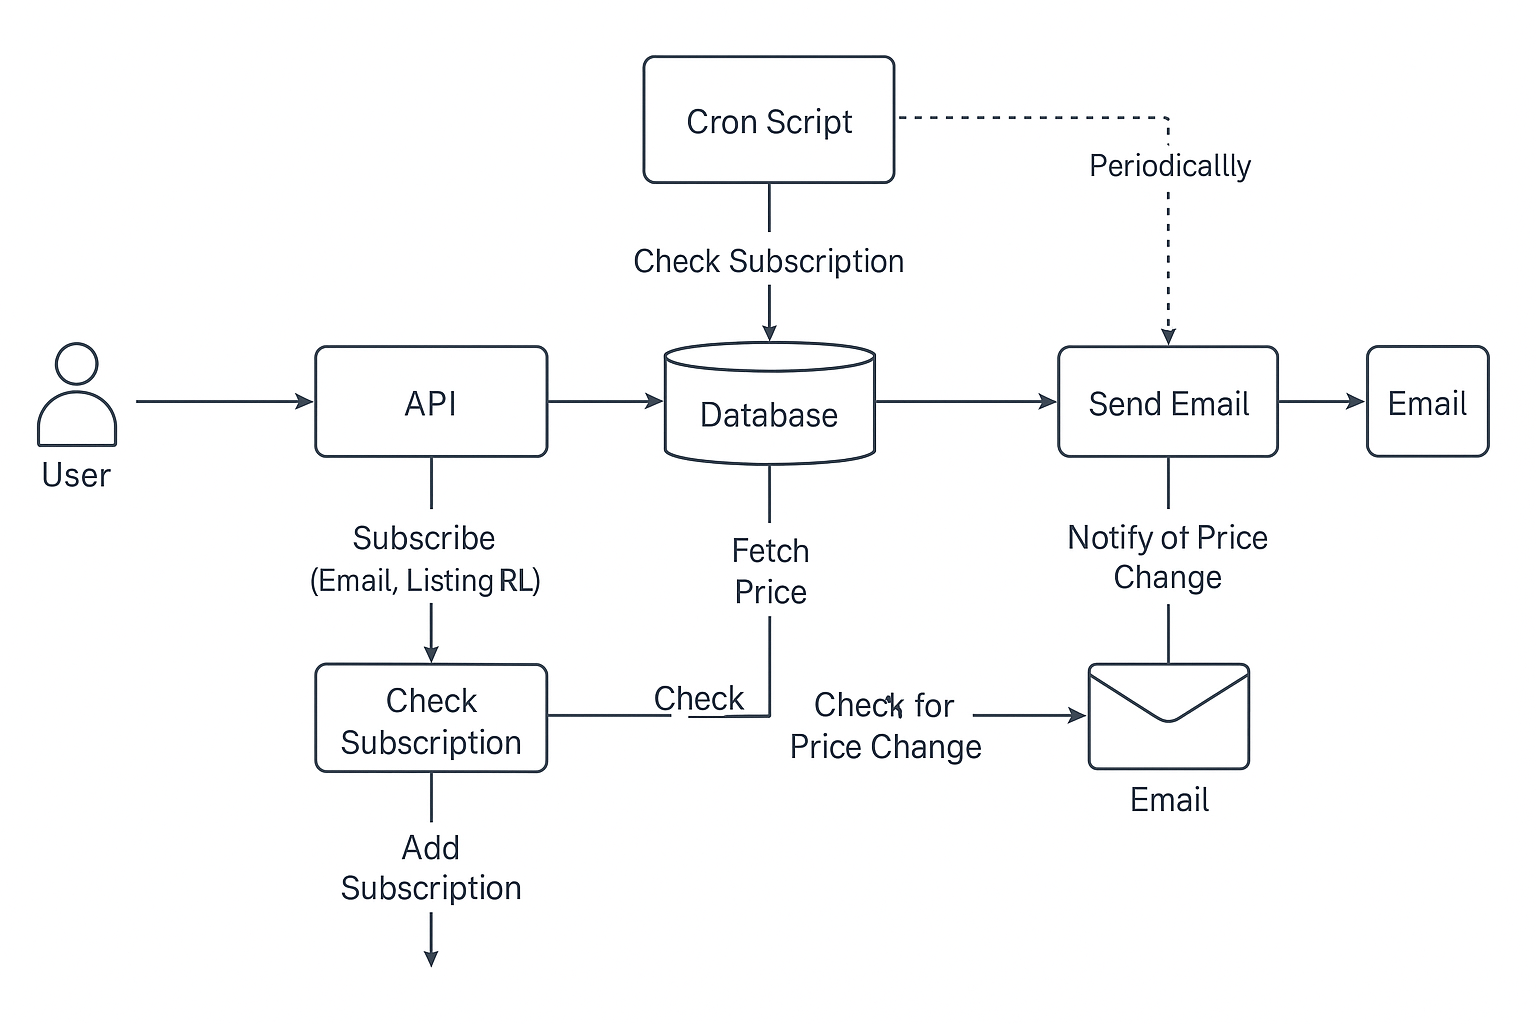 Cron Script
Periodicallly
Check Subscription
User
API
Database
Send Email
Email
Subscribe
(Email, Listing RL)
Fetch
Price
Notify of Price
Change
Check
Subscription
Check
Check for
Price Change
Email
Add
Subscription